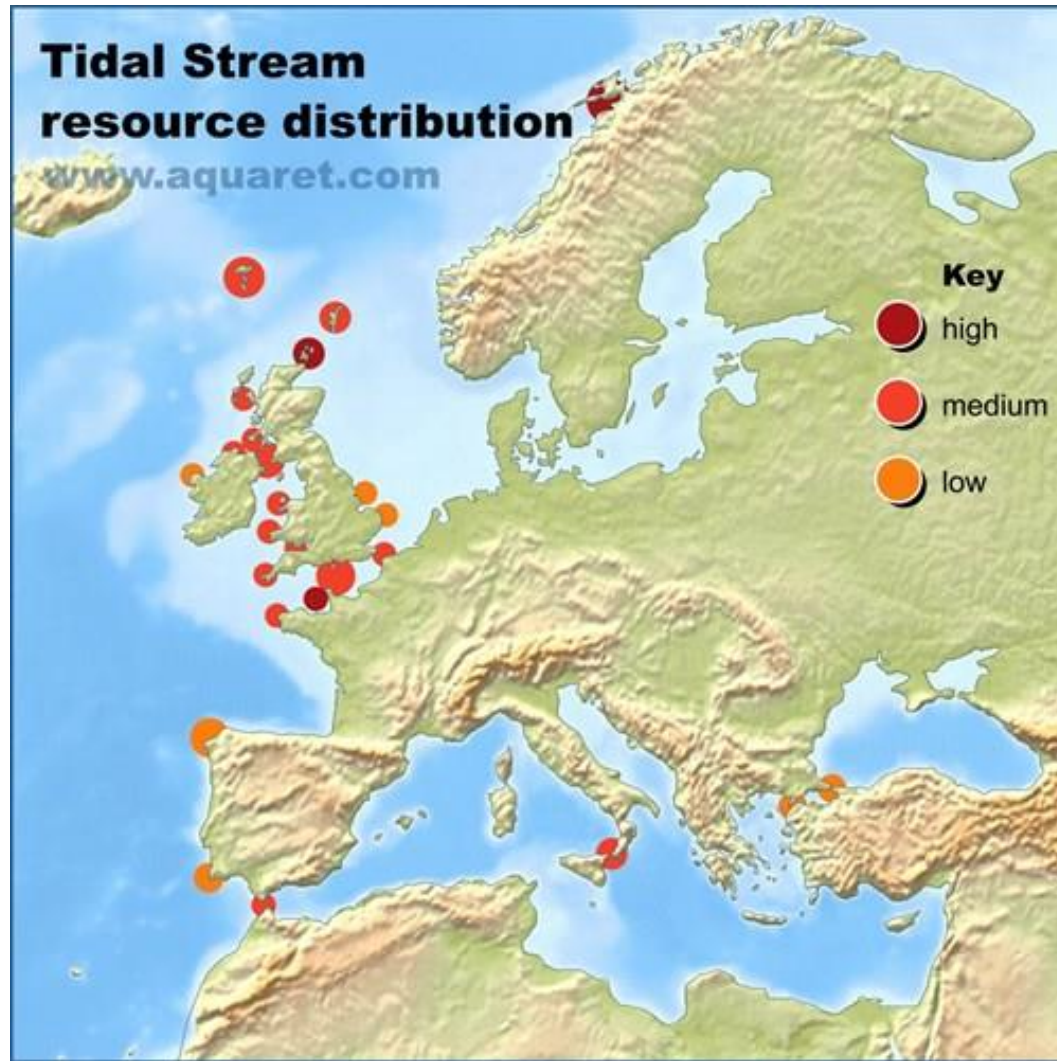 Tidal Stream
resource distribution
www.aquaret.com
Key
high
medium
low